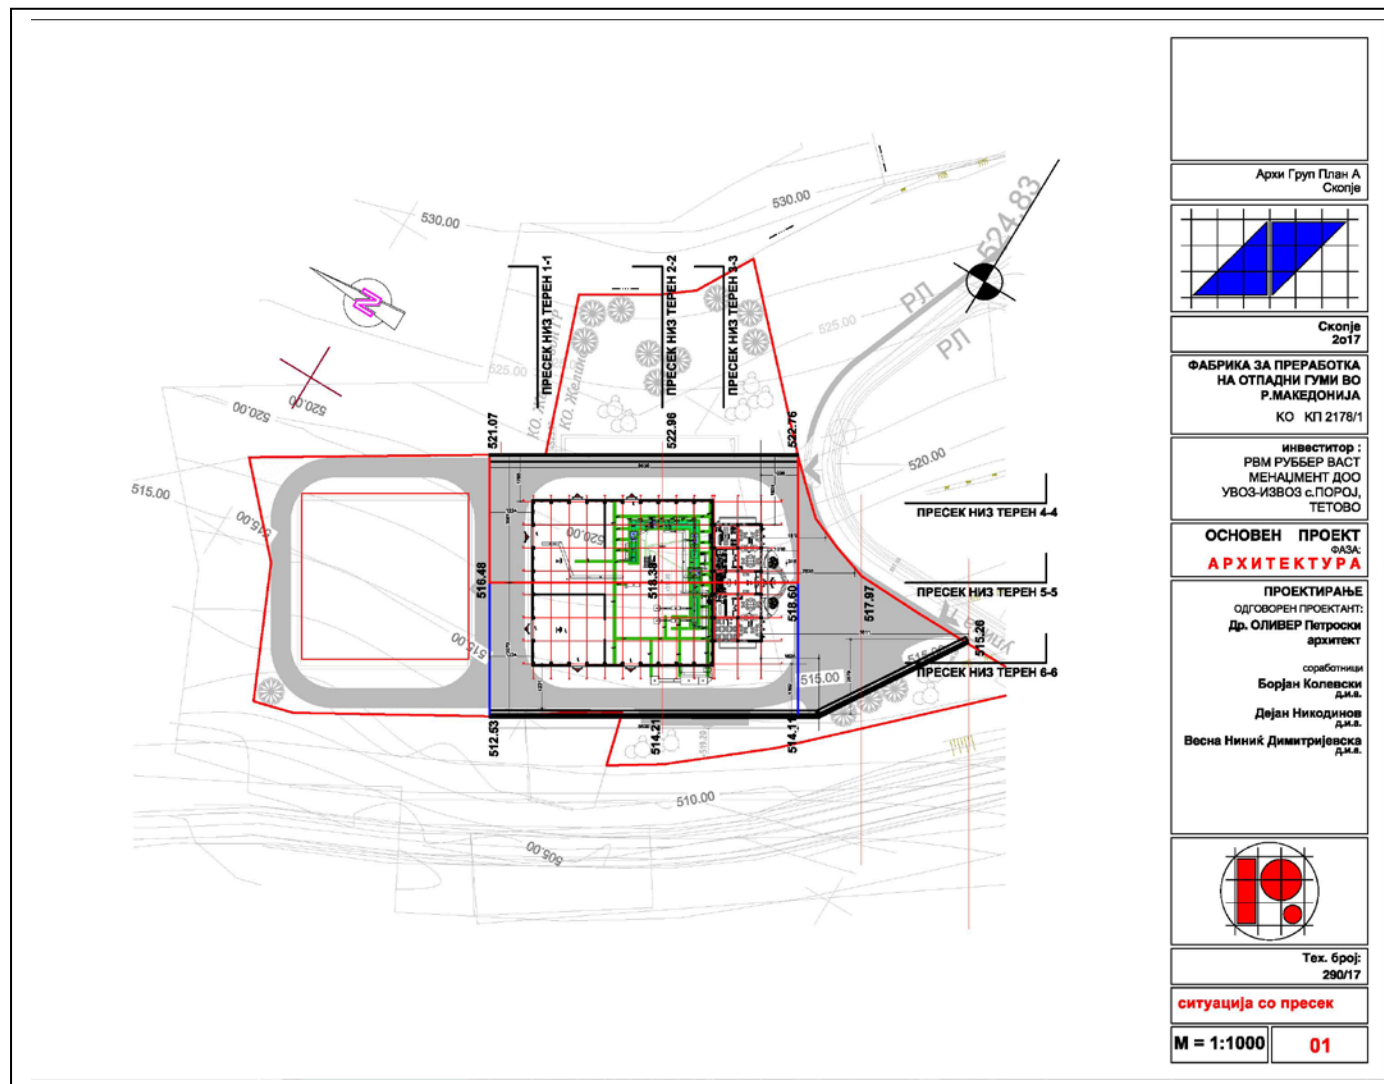 530.00
530.00
524.83
РЛ
РЛ
525.00
525.00
520.00
520.00
520.00
520.00
515.00
515.00
515.00
515.00
515.00
510.00
505.00
N
КО. Желино
ПРЕСЕК НИЗ ТЕРЕН 1-1
ПРЕСЕК НИЗ ТЕРЕН 2-2
ПРЕСЕК НИЗ ТЕРЕН 3-3
521.07
522.96
522.76
ПРЕСЕК НИЗ ТЕРЕН 4-4
ПРЕСЕК НИЗ ТЕРЕН 5-5
ПРЕСЕК НИЗ ТЕРЕН 6-6
516.48
518.38
518.60
517.97
515.26
512.53
514.21
514.11
Архи Груп План А
Скопје
Скопје
2о17
ФАБРИКА ЗА ПРЕРАБОТКА
НА ОТПАДНИ ГУМИ ВО
Р.МАКЕДОНИЈА
КО КП 2178/1
инвеститор :
РВМ РУББЕР ВАСТ
МЕНАЏМЕНТ ДОО
УВОЗ-ИЗВОЗ с.ПОРОЈ,
ТЕТОВО
ОСНОВЕН ПРОЕКТ
ФАЗА:
АРХИТЕКТУРА
ПРОЕКТИРАЊЕ
ОДГОВОРЕН ПРОЕКТАНТ:
Др. ОЛИВЕР Петроски
архитект
соработници
Борјан Колевски
д.и.а.
Дејан Никодинов
д.и.а.
Весна Ниниќ Димитријевска
д.и.а.
Тех. број:
290/17
ситуација со пресек
М = 1:1000
01